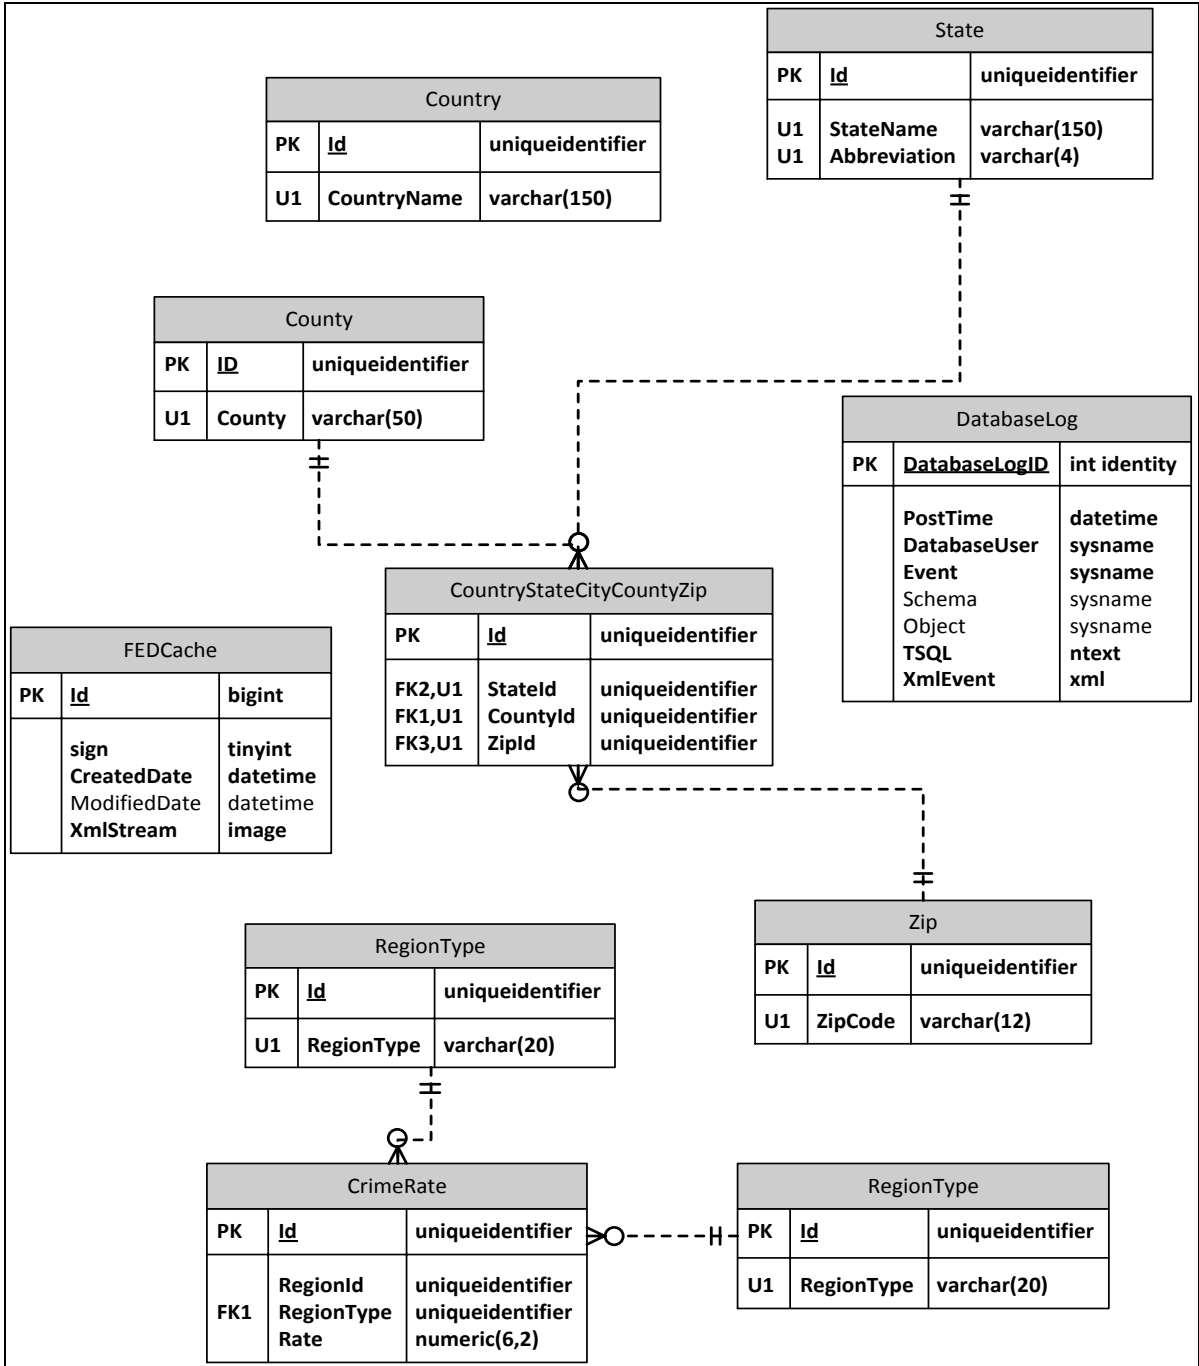 State
PK Id uniqueidentifier
U1 StateName varchar(150)
U1 Abbreviation varchar(4)
Country
PK Id uniqueidentifier
U1 CountryName varchar(150)
County
PK ID uniqueidentifier
U1 County varchar(50)
DatabaseLog
PK DatabaseLogID int identity
PostTime datetime
DatabaseUser sysname
Event sysname
Schema sysname
Object sysname
TSQL ntext
XmlEvent xml
CountryStateCityCountyZip
PK Id uniqueidentifier
FK2,U1 StateId uniqueidentifier
FK1,U1 CountyId uniqueidentifier
FK3,U1 ZipId uniqueidentifier
FEDCache
PK Id bigint
sign tinyint
CreatedDate datetime
ModifiedDate datetime
XmlStream image
Zip
PK Id uniqueidentifier
U1 ZipCode varchar(12)
RegionType
PK Id uniqueidentifier
U1 RegionType varchar(20)
CrimeRate
PK Id uniqueidentifier
RegionId uniqueidentifier
FK1 RegionType uniqueidentifier
Rate numeric(6,2)
RegionType
PK Id uniqueidentifier
U1 RegionType varchar(20)